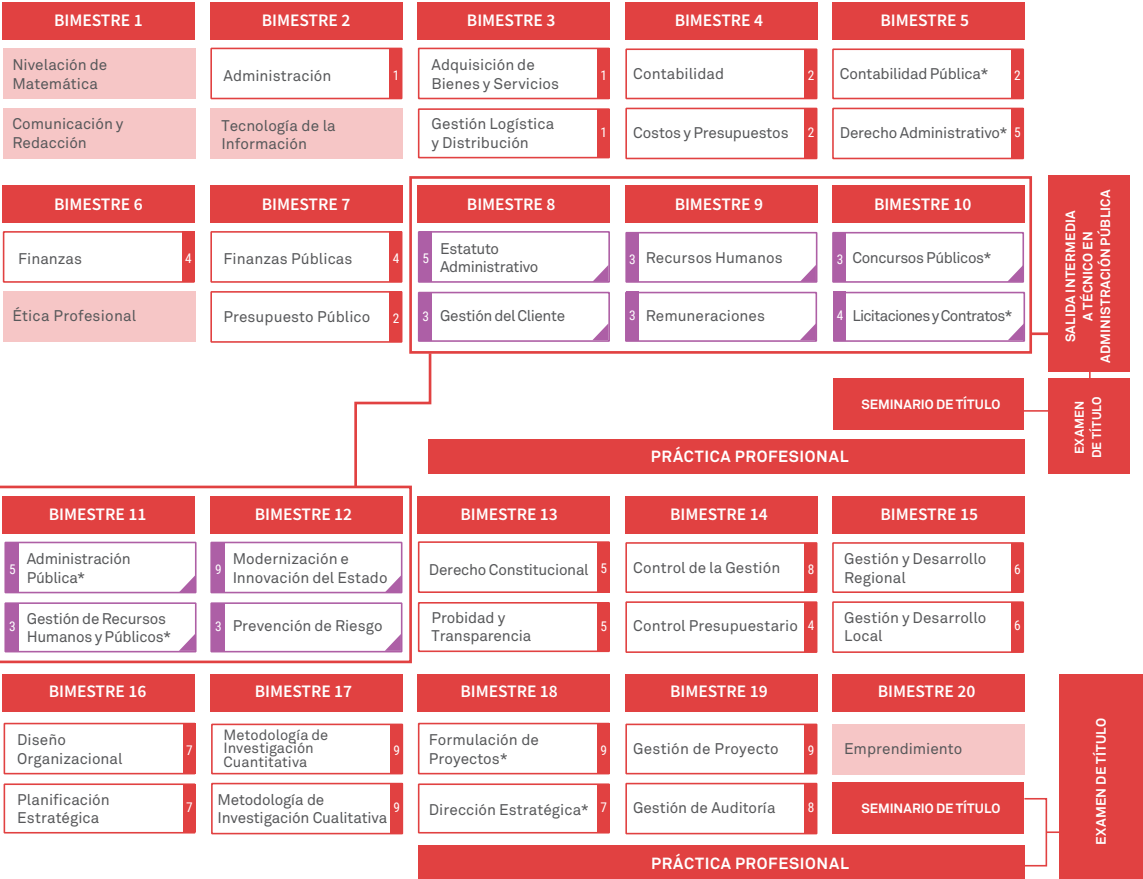 BIMESTRE 1
BIMESTRE 2
BIMESTRE 3
BIMESTRE 4
BIMESTRE 5
Nivelación de
Matemática
Administración
1
Adquisición de
Bienes y Servicios
1
Contabilidad
2
Contabilidad Pública*
2
Comunicación y
Redacción
Tecnología de la
Información
Gestión Logística
y Distribución
1
Costos y Presupuestos
2
Derecho Administrativo*
5
BIMESTRE 6
BIMESTRE 7
BIMESTRE 8
BIMESTRE 9
BIMESTRE 10
Finanzas
4
Finanzas Públicas
4
5
Estatuto
Administrativo
3
Recursos Humanos
3
Concursos Públicos*
Ética Profesional
Presupuesto Público
2
3
Gestión del Cliente
3
Remuneraciones
4
Licitaciones y Contratos*
SALIDA INTERMEDIA
A TÉCNICO EN
ADMINISTRACIÓN PÚBLICA
SEMINARIO DE TÍTULO
EXAMEN
DE TÍTULO
PRÁCTICA PROFESIONAL
BIMESTRE 11
BIMESTRE 12
BIMESTRE 13
BIMESTRE 14
BIMESTRE 15
5
Administración
Pública*
9
Modernización e
Innovación del Estado
Derecho Constitucional
5
Control de la Gestión
8
Gestión y Desarrollo
Regional
6
3
Gestión de Recursos
Humanos y Públicos*
3
Prevención de Riesgo
Probidad y
Transparencia
5
Control Presupuestario
4
Gestión y Desarrollo
Local
6
BIMESTRE 16
BIMESTRE 17
BIMESTRE 18
BIMESTRE 19
BIMESTRE 20
Diseño
Organizacional
7
Metodología de
Investigación
Cuantitativa
9
Formulación de
Proyectos*
9
Gestión de Proyecto
9
Emprendimiento
Planificación
Estratégica
7
Metodología de
Investigación Cualitativa
9
Dirección Estratégica*
7
Gestión de Auditoría
8
SEMINARIO DE TÍTULO
EXAMEN DE TÍTULO
PRÁCTICA PROFESIONAL